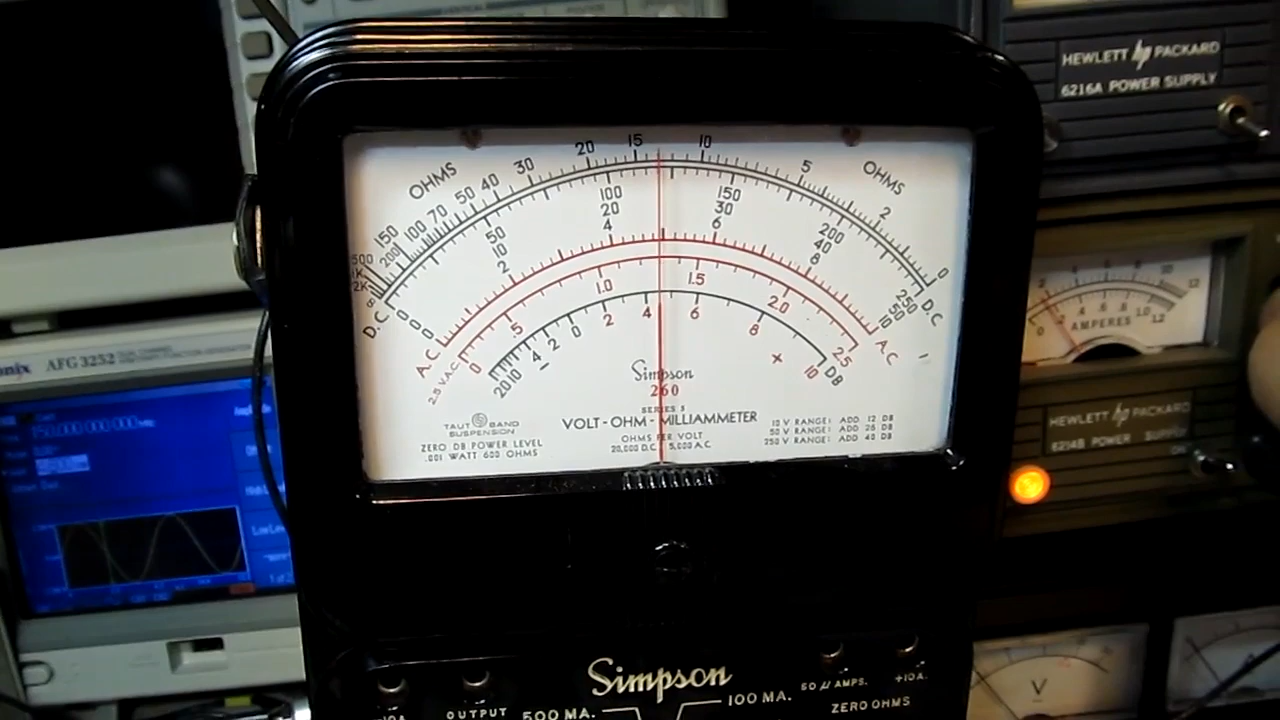 HEWLETT hp PACKARD
6216A POWER SUPPLY
OHMS 20 15 10 5 OHMS
500 150 100 70 50 40 30 2
1K 200
2K
∞ 0
50 100 150 200 250
10 20 30 40 50
2 4 6 8 10
D.C 0 0 0 D.C
A.C A.C
2.5 V.A.C. 0 .5 1.0 1.5 2.0 2.5
20 10 4 2 0 2 4 6 8 10 DB
− +
Simpson
260
SERIES 5
VOLT-OHM-MILLIAMMETER
OHMS PER VOLT
20,000 D.C. 5,000 A.C
TAUT BAND
SUSPENSION
ZERO DB POWER LEVEL
.001 WATT 600 OHMS
10 V RANGE: ADD 12 DB
50 V RANGE: ADD 26 DB
250 V RANGE: ADD 40 DB
AFG 3252
AMPERES
HEWLETT hp PACKARD
6214B POWER SUPPLY
Simpson
OUTPUT 500 MA. 100 MA. 50 µ AMPS. +10A.
ZERO OHMS
V